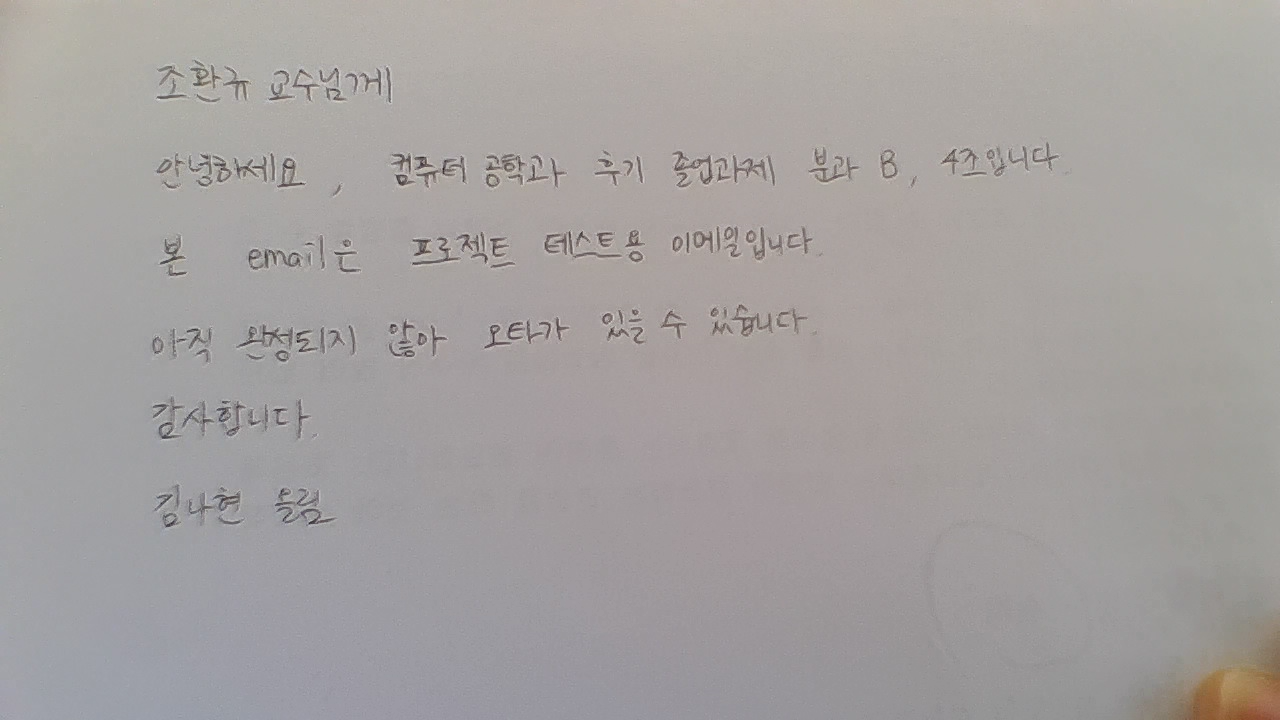 조환규 교수님께
안녕하세요, 컴퓨터 공학과 후기 졸업과제 분과 B, 4조입니다.
본 email은 프로젝트 테스트용 이메일입니다.
아직 완성되지 않아 오타가 있을 수 있습니다.
감사합니다.
김나현 올림